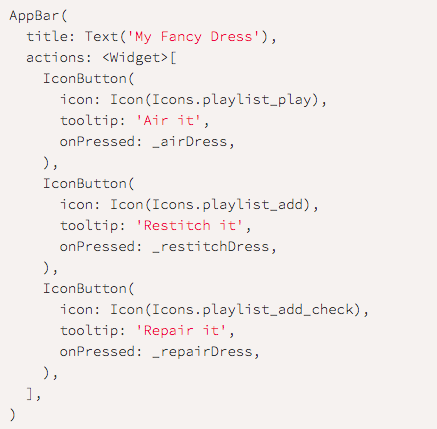 AppBar(
  title: Text('My Fancy Dress'),
  actions: <Widget>[
    IconButton(
      icon: Icon(Icons.playlist_play),
      tooltip: 'Air it',
      onPressed: _airDress,
    ),
    IconButton(
      icon: Icon(Icons.playlist_add),
      tooltip: 'Restitch it',
      onPressed: _restitchDress,
    ),
    IconButton(
      icon: Icon(Icons.playlist_add_check),
      tooltip: 'Repair it',
      onPressed: _repairDress,
    ),
  ],
)